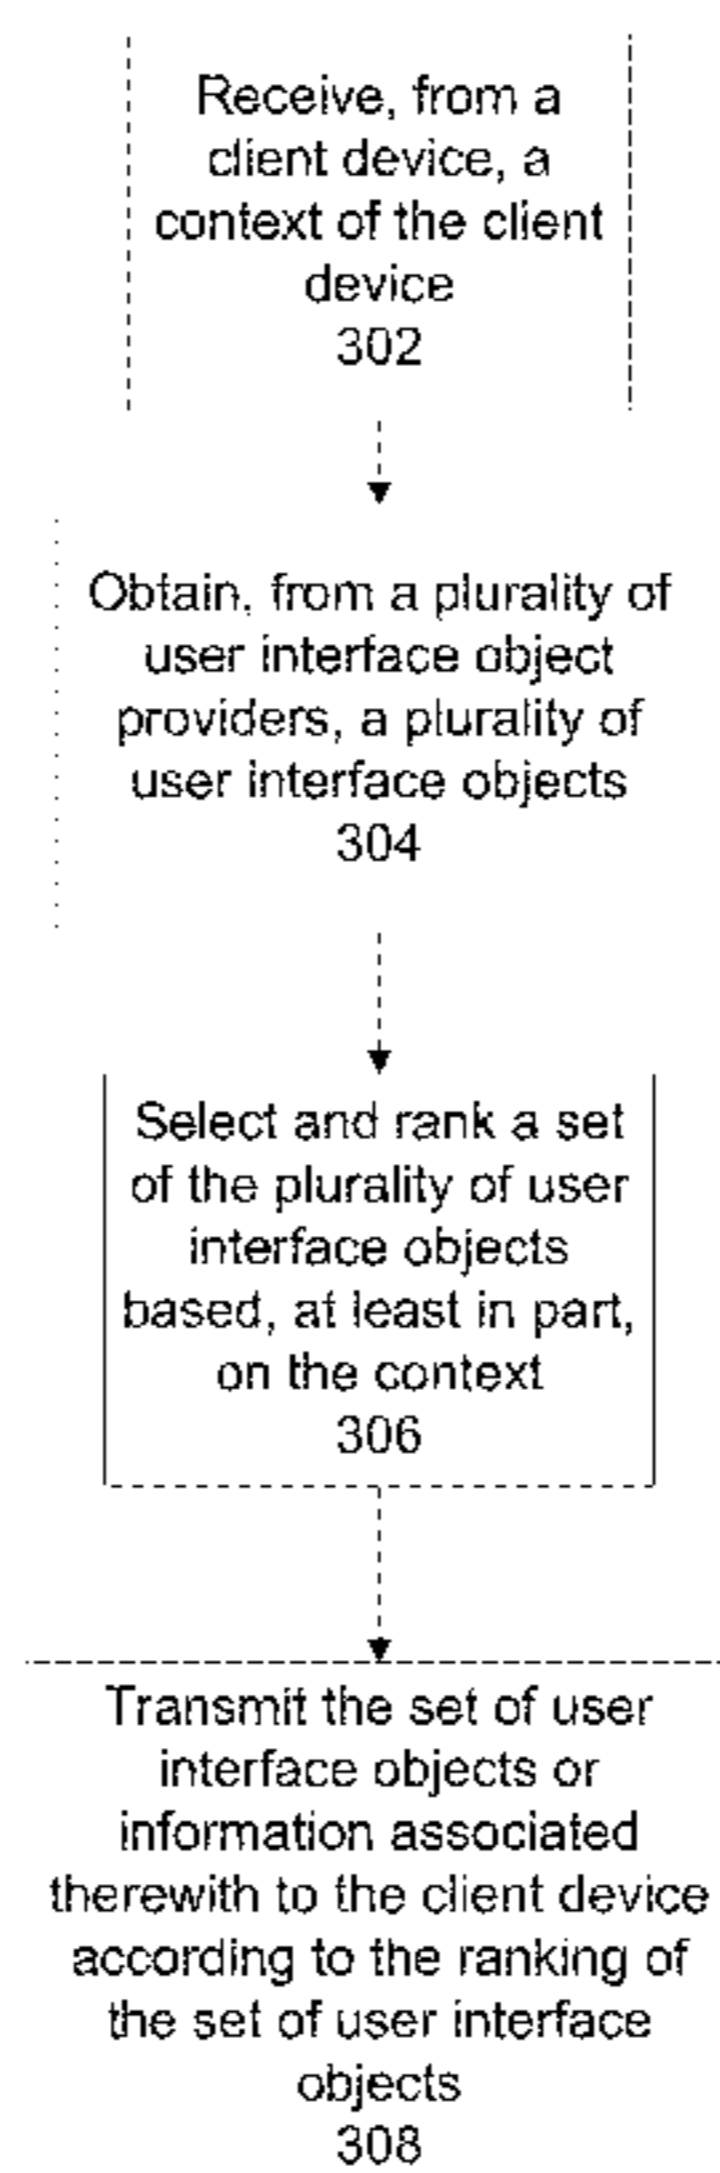 Receive, from a
client device, a
context of the client
device
302
Obtain, from a plurality of
user interface object
providers, a plurality of
user interface objects
304
Select and rank a set
of the plurality of user
interface objects
based, at least in part,
on the context
306
Transmit the set of user
interface objects or
information associated
therewith to the client device
according to the ranking of
the set of user interface
objects
308